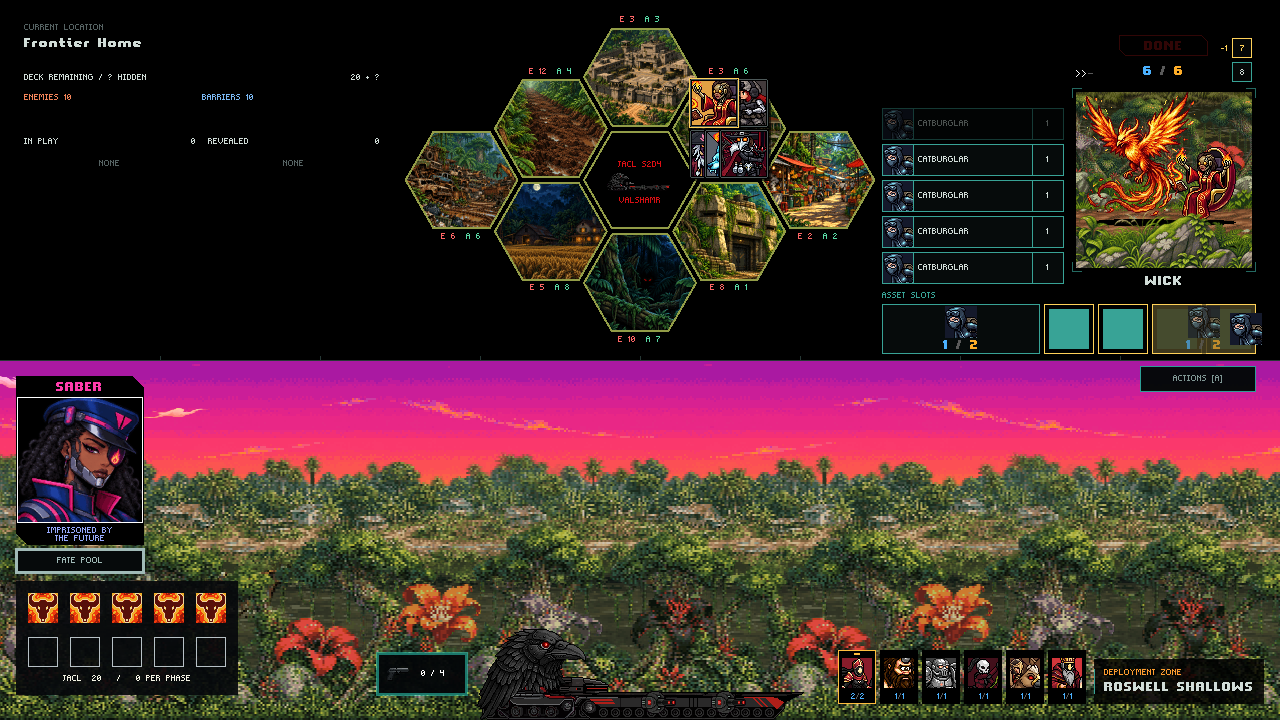 CURRENT LOCATION
Frontier Home
DECK REMAINING / ? HIDDEN 20 + ?
ENEMIES 10 BARRIERS 10
IN PLAY 0 REVEALED 0
NONE NONE
E 3 A 3
E 12 A 4
E 3 A 6
E 6 A 6
E 2 A 2
E 5 A 8
E 8 A 1
E 10 A 7
JACL S2D4
VALSHAMR
DONE
-1 7
>>- 6 / 6 8
CATBURGLAR 1
CATBURGLAR 1
CATBURGLAR 1
CATBURGLAR 1
CATBURGLAR 1
WICK
ASSET SLOTS
1 / 2
1 2
ACTIONS [A]
SABER
IMPRISONED BY
THE FUTURE
FATE POOL
JACL 20 / 0 PER PHASE
0 / 4
2/2 1/1 1/1 1/1 1/1 1/1
DEPLOYMENT ZONE
ROSWELL SHALLOWS